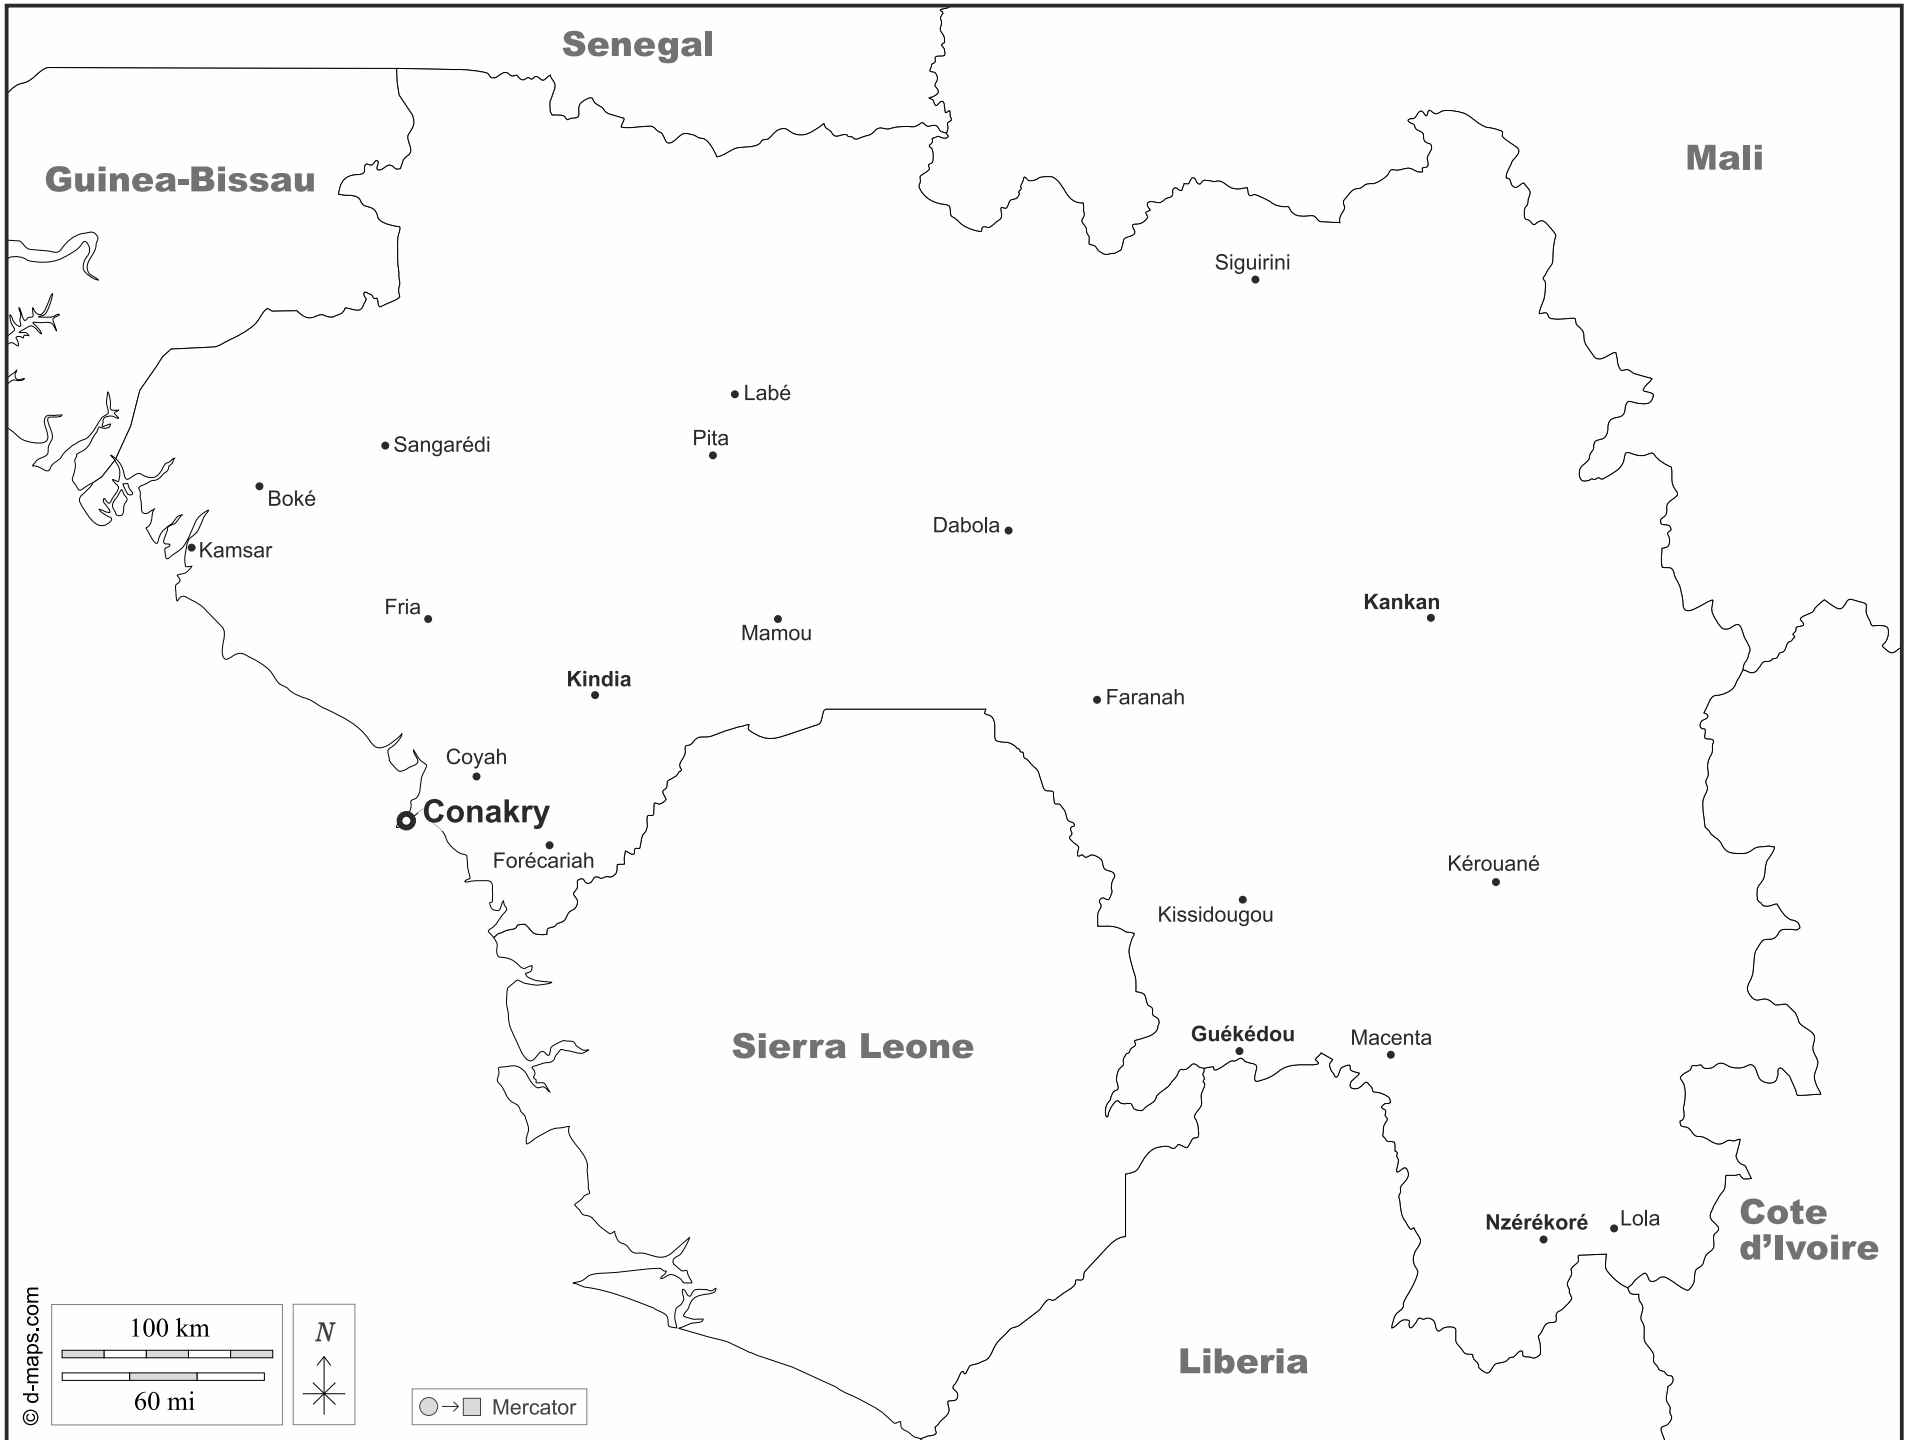 Senegal
Mali
Guinea-Bissau
Siguirini
Labé
Pita
Sangarédi
Boké
Dabola
Kamsar
Kankan
Fria
Mamou
Kindia
Faranah
Coyah
Conakry
Forécariah
Kérouané
Kissidougou
Guékédou
Macenta
Sierra Leone
Nzérékoré
Lola
Cote
d'Ivoire
Liberia
© d-maps.com
100 km
60 mi
N
Mercator